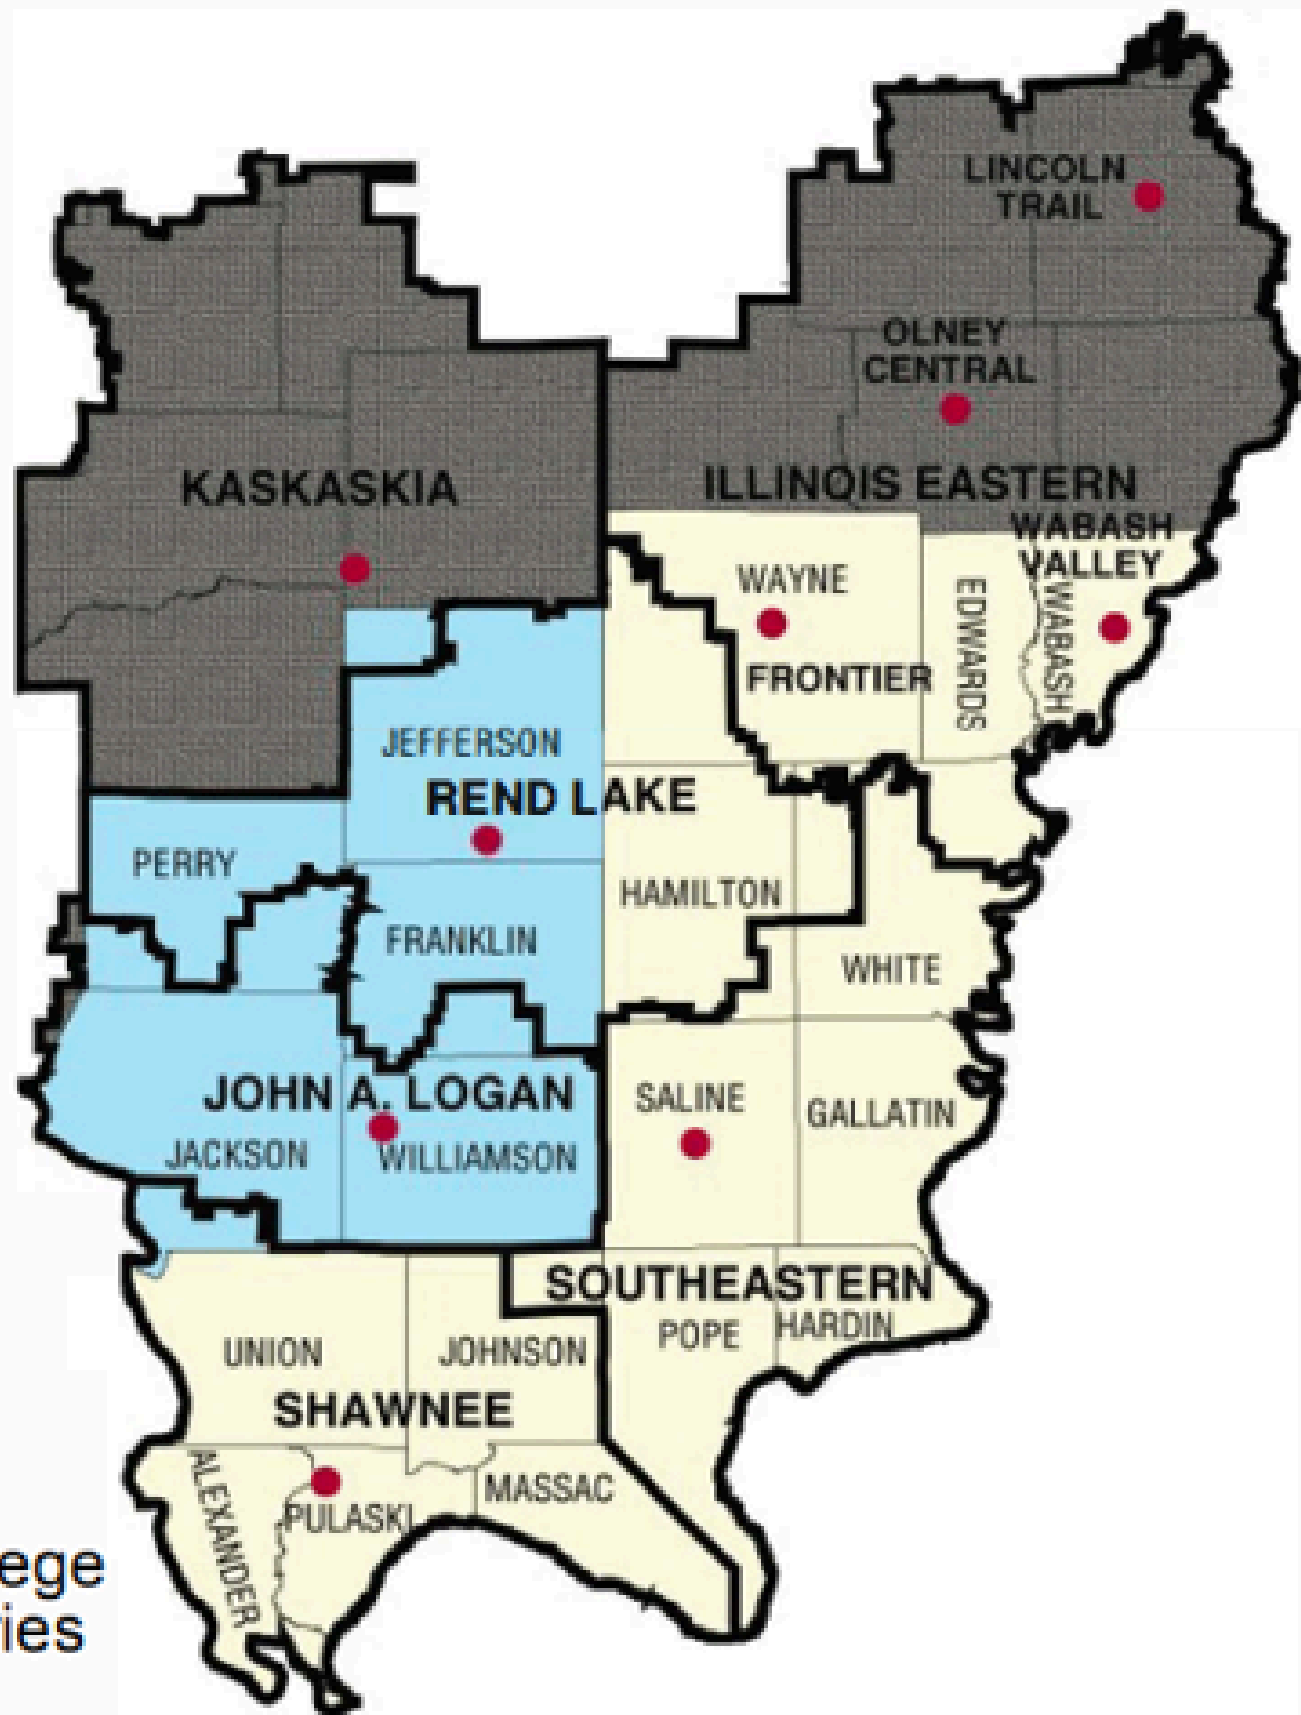 LINCOLN
TRAIL
OLNEY
CENTRAL
KASKASKIA
ILLINOIS EASTERN
WABASH
VALLEY
WAYNE
EDWARDS
WABASH
FRONTIER
JEFFERSON
REND LAKE
PERRY
HAMILTON
FRANKLIN
WHITE
JOHN A. LOGAN
SALINE
GALLATIN
JACKSON
WILLIAMSON
SOUTHEASTERN
POPE
HARDIN
UNION
JOHNSON
SHAWNEE
ALEXANDER
PULASKI
MASSAC
ege
ies